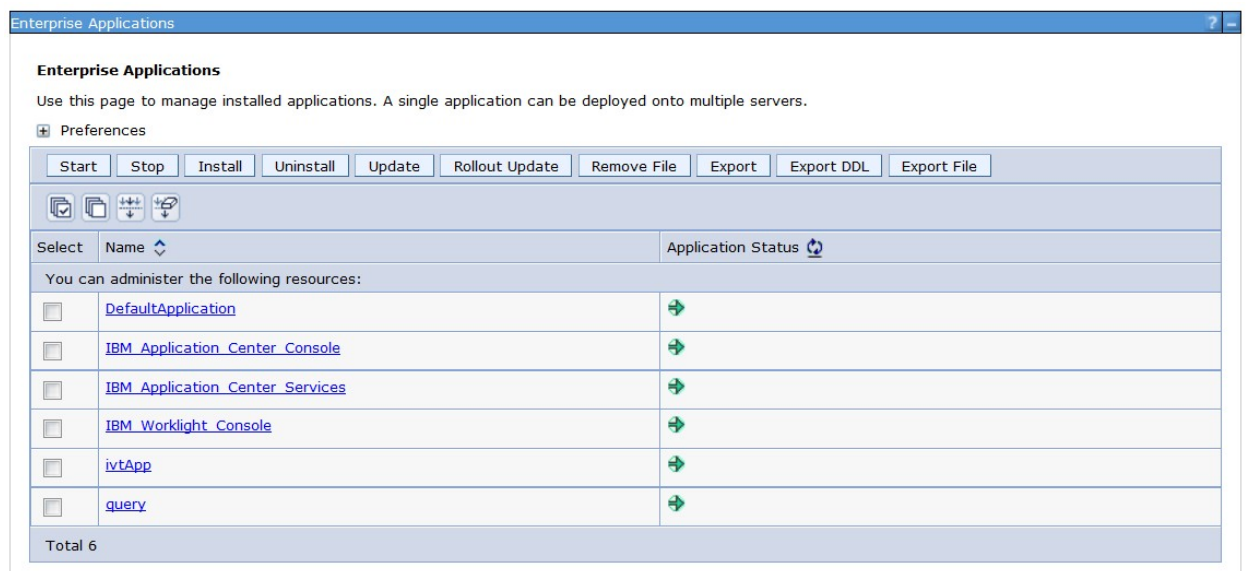 Enterprise Applications ? –
Enterprise Applications
Use this page to manage installed applications. A single application can be deployed onto multiple servers.
+ Preferences
Start Stop Install Uninstall Update Rollout Update Remove File Export Export DDL Export File
Select Name Application Status
You can administer the following resources:
DefaultApplication
IBM_Application_Center_Console
IBM_Application_Center_Services
IBM_Worklight_Console
ivtApp
query
Total 6